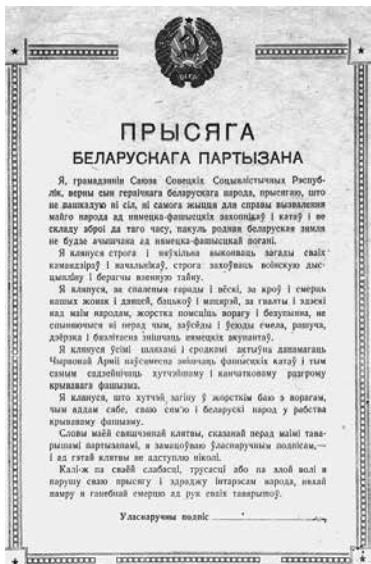 ПРЫСЯГА
БЕЛАРУСКАГА ПАРТЫЗАНА
Я, грамадзянін Саюза Совецкіх Соцыялістычных Рэспуб-
лік, верны сын гераічнага беларускага народа, прысягаю, што
не пашкадую ні сіл, ні самога жыцця для справы вызвалення
майго народа ад нямецка-фашысцкіх захопнікаў і катаў і не
складу зброі да таго часу, пакуль родная беларуская зямля
не будзе ачышчана ад нямецка-фашысцкай погані.
Я клянуся строга і няўхільна выконваць загады сваіх
камандзіраў і начальнікаў, строга захоўваць воінскую дыс-
цыпліну і берагчы ваенную тайну.
Я клянуся, за спаленыя гарады і вёскі, за кроў і смерць
нашых жонак і дзяцей, бацькоў і мацярэй, за гвалты і здзекі
над маім народам, жорстка помсціць ворагу і безупынна, не
спыняючыся ні перад чым, заўсёды і ўсюды смела, рашуча,
дзёрзка і бязлітасна знішчаць нямецкіх акупантаў.
Я клянуся ўсімі шляхамі і сродкамі актыўна дапамагаць
Чырвонай Арміі паўсямесна знішчаць фашысцкіх катаў і тым
самым садзейнічаць хутчэйшаму і канчатковаму разгрому
крывавага фашызма.
Я клянуся, што хутчэй загіну ў жорсткім баю з ворагам,
чым аддам сябе, сваю сям'ю і беларускі народ у рабства
крываваму фашызму.
Словы маёй свяшчэннай клятвы, сказанай перад маімі тава-
рышамі партызанамі, я замацоўваю ўласнаручным подпісам,—
і ад гэтай клятвы не адступлю ніколі.
Калі-ж па сваёй слабасці, трусасці або па злой волі я
парушу сваю прысягу і здраджу інтарэсам народа, няхай
памру я ганебнай смерцю ад рук сваіх таварышоў.
Уласнаручны подпіс